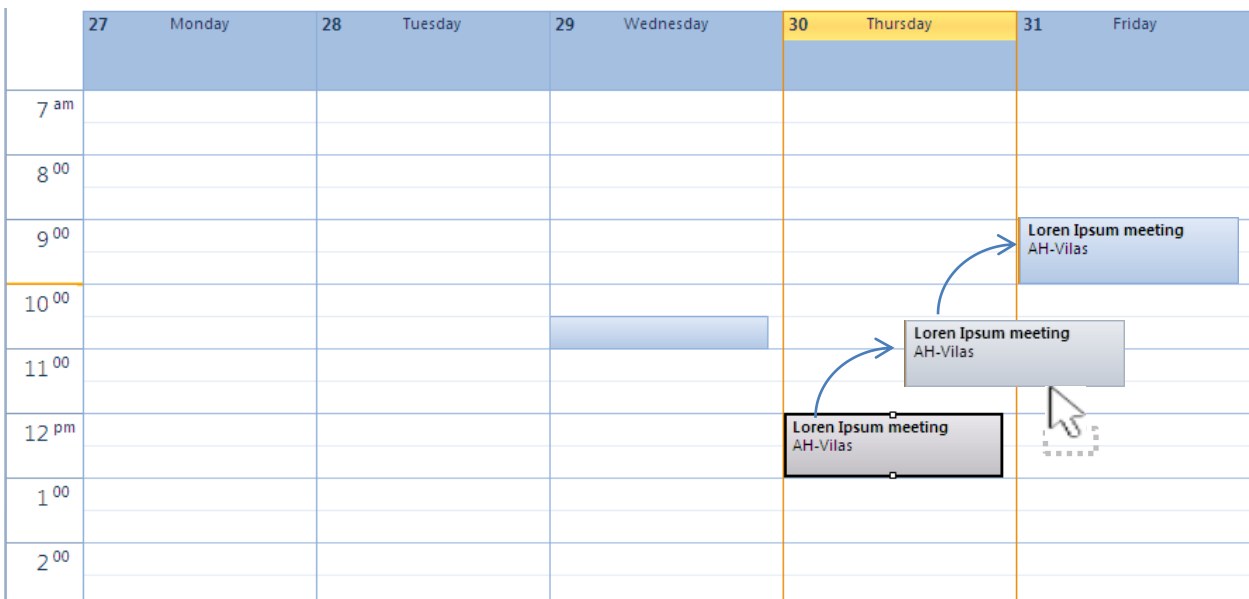 27 Monday 28 Tuesday 29 Wednesday 30 Thursday 31 Friday
7 am
8 00
9 00
Loren Ipsum meeting
AH-Vilas
10 00
Loren Ipsum meeting
AH-Vilas
11 00
12 pm
Loren Ipsum meeting
AH-Vilas
1 00
2 00